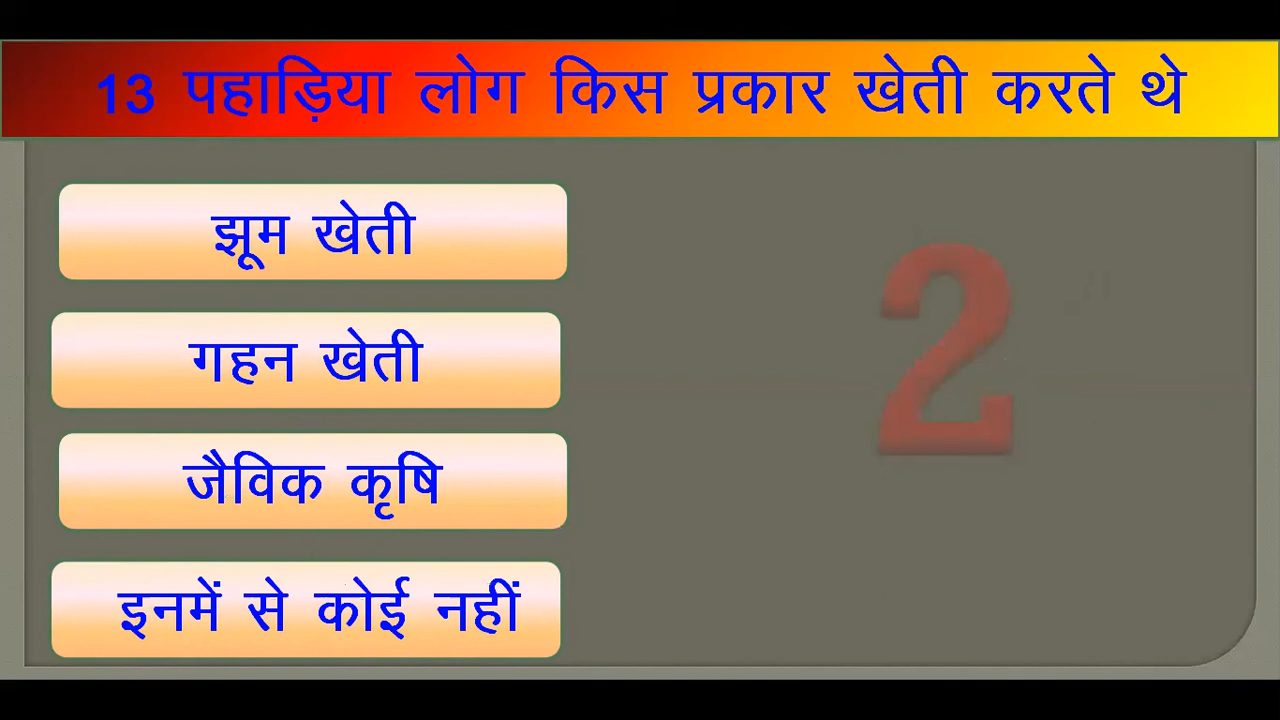 13 पहाड़िया लोग किस प्रकार खेती करते थे
झूम खेती
गहन खेती
2
जैविक कृषि
इनमें से कोई नहीं